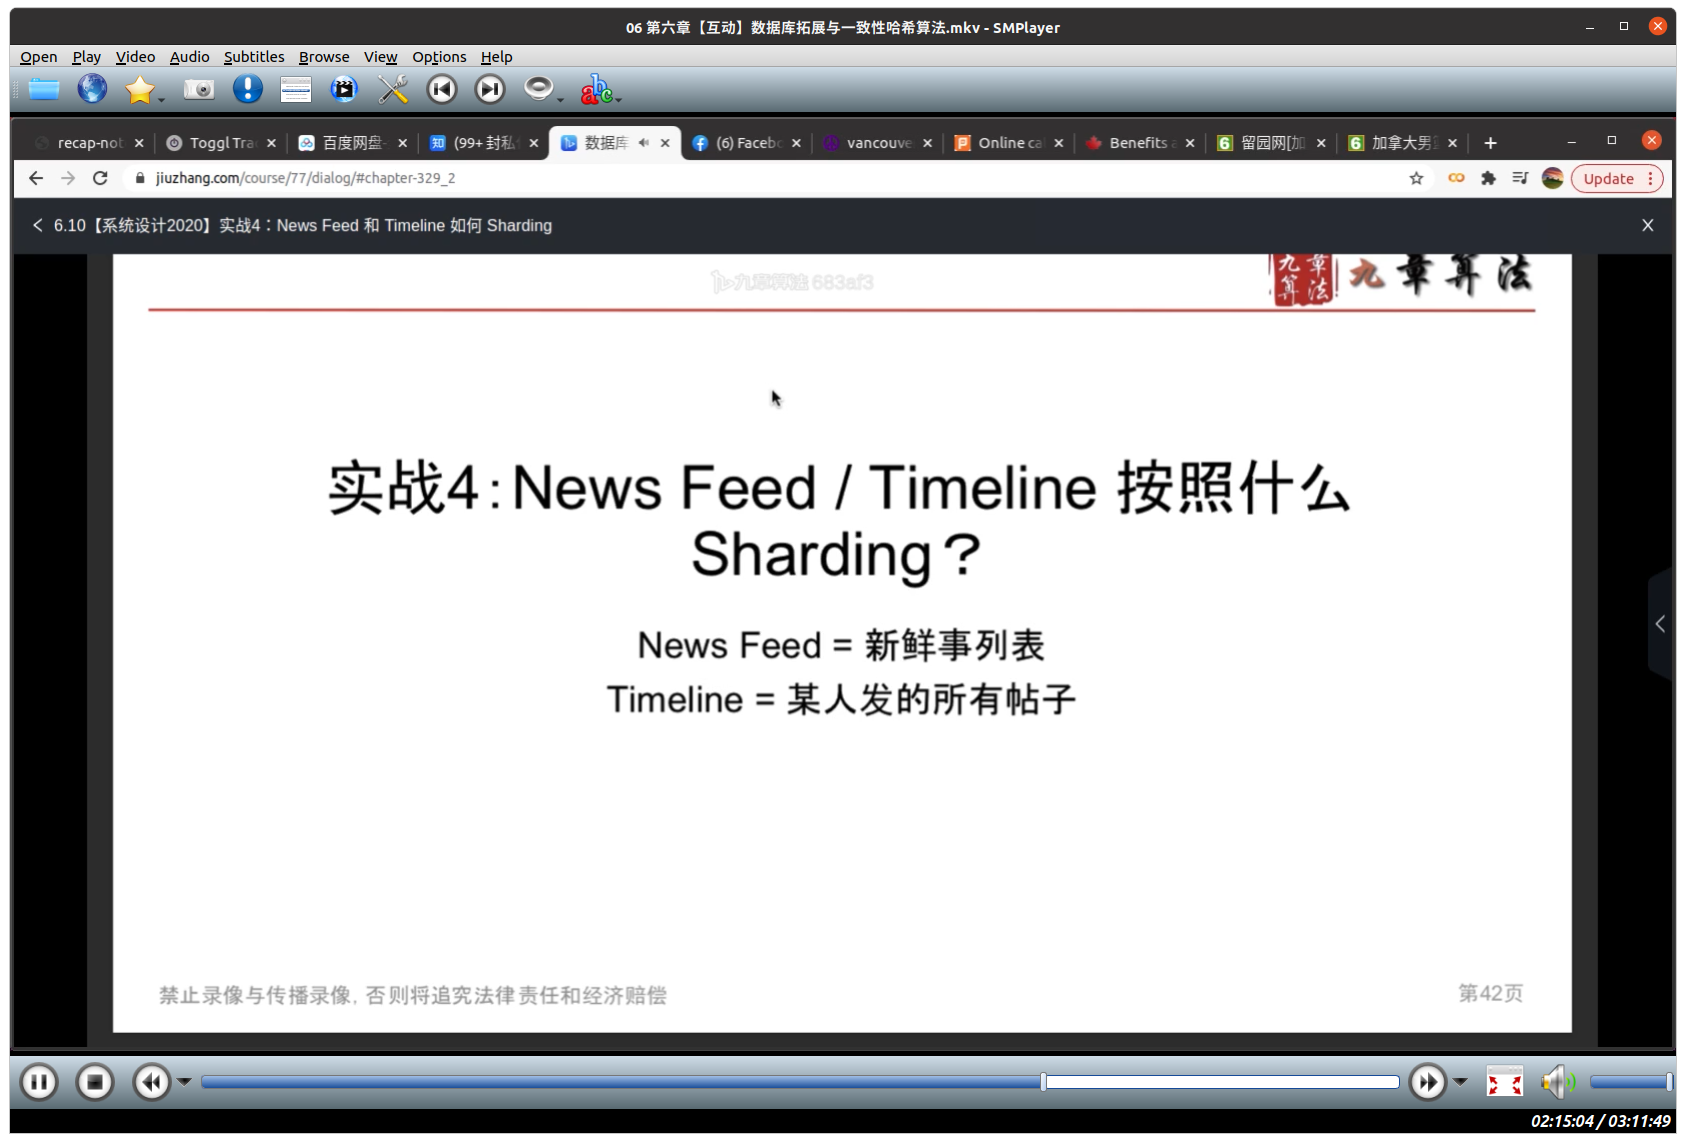 06 第六章【互动】数据库拓展与一致性哈希算法.mkv - SMPlayer
Open Play Video Audio Subtitles Browse View Options Help
recap-not Toggl Tra 百度网盘- (99+ 封私 数据库 (6) Facebo vancouve Online ca Benefits a 留园网[加 加拿大男
jiuzhang.com/course/77/dialog/#chapter-329_2 Update
6.10【系统设计2020】实战4：News Feed 和 Timeline 如何 Sharding
九章算法 683af3
九章算法 九章算法
实战4：News Feed / Timeline 按照什么
Sharding？
News Feed = 新鲜事列表
Timeline = 某人发的所有帖子
禁止录像与传播录像, 否则将追究法律责任和经济赔偿
第42页
02:15:04 / 03:11:49